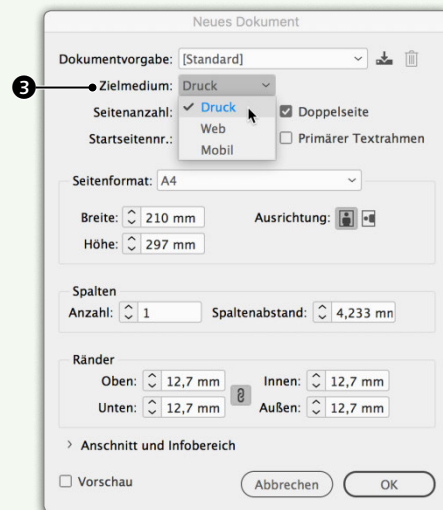 Neues Dokument
Dokumentvorgabe: [Standard]
3 Zielmedium: Druck
Seitenanzahl: ✓ Druck Doppelseite
Web
Startseitennr.: Primärer Textrahmen
Mobil
Seitenformat: A4
Breite: 210 mm Ausrichtung:
Höhe: 297 mm
Spalten
Anzahl: 1 Spaltenabstand: 4,233 mm
Ränder
Oben: 12,7 mm Innen: 12,7 mm
Unten: 12,7 mm Außen: 12,7 mm
> Anschnitt und Infobereich
Vorschau Abbrechen OK